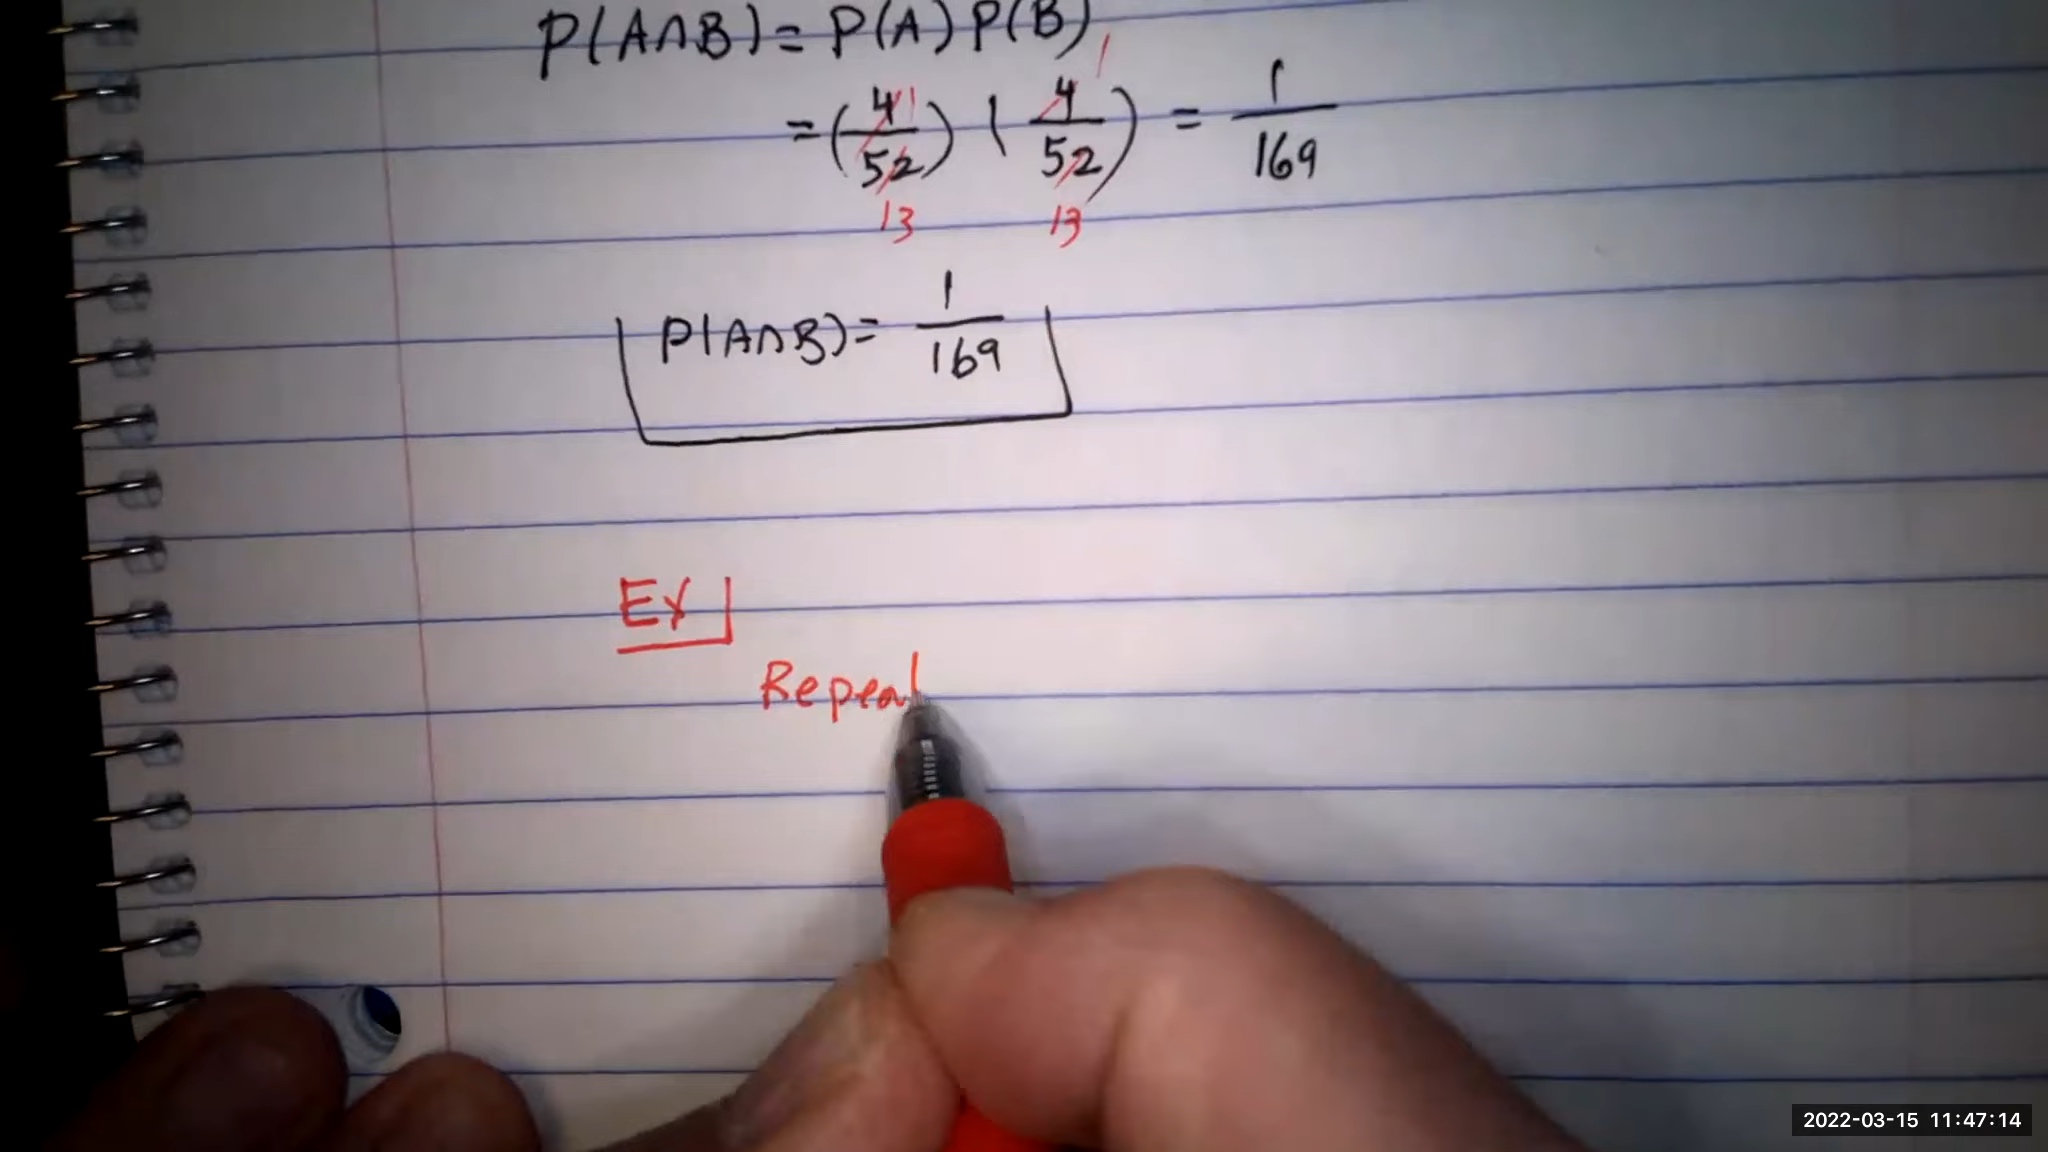 P(A∩B) = P(A) P(B)
= (4/52) (4/52) = 1/169
1 1
13 13
P(A∩B) = 1/169
Ex
Repeat
2022-03-15 11:47:14